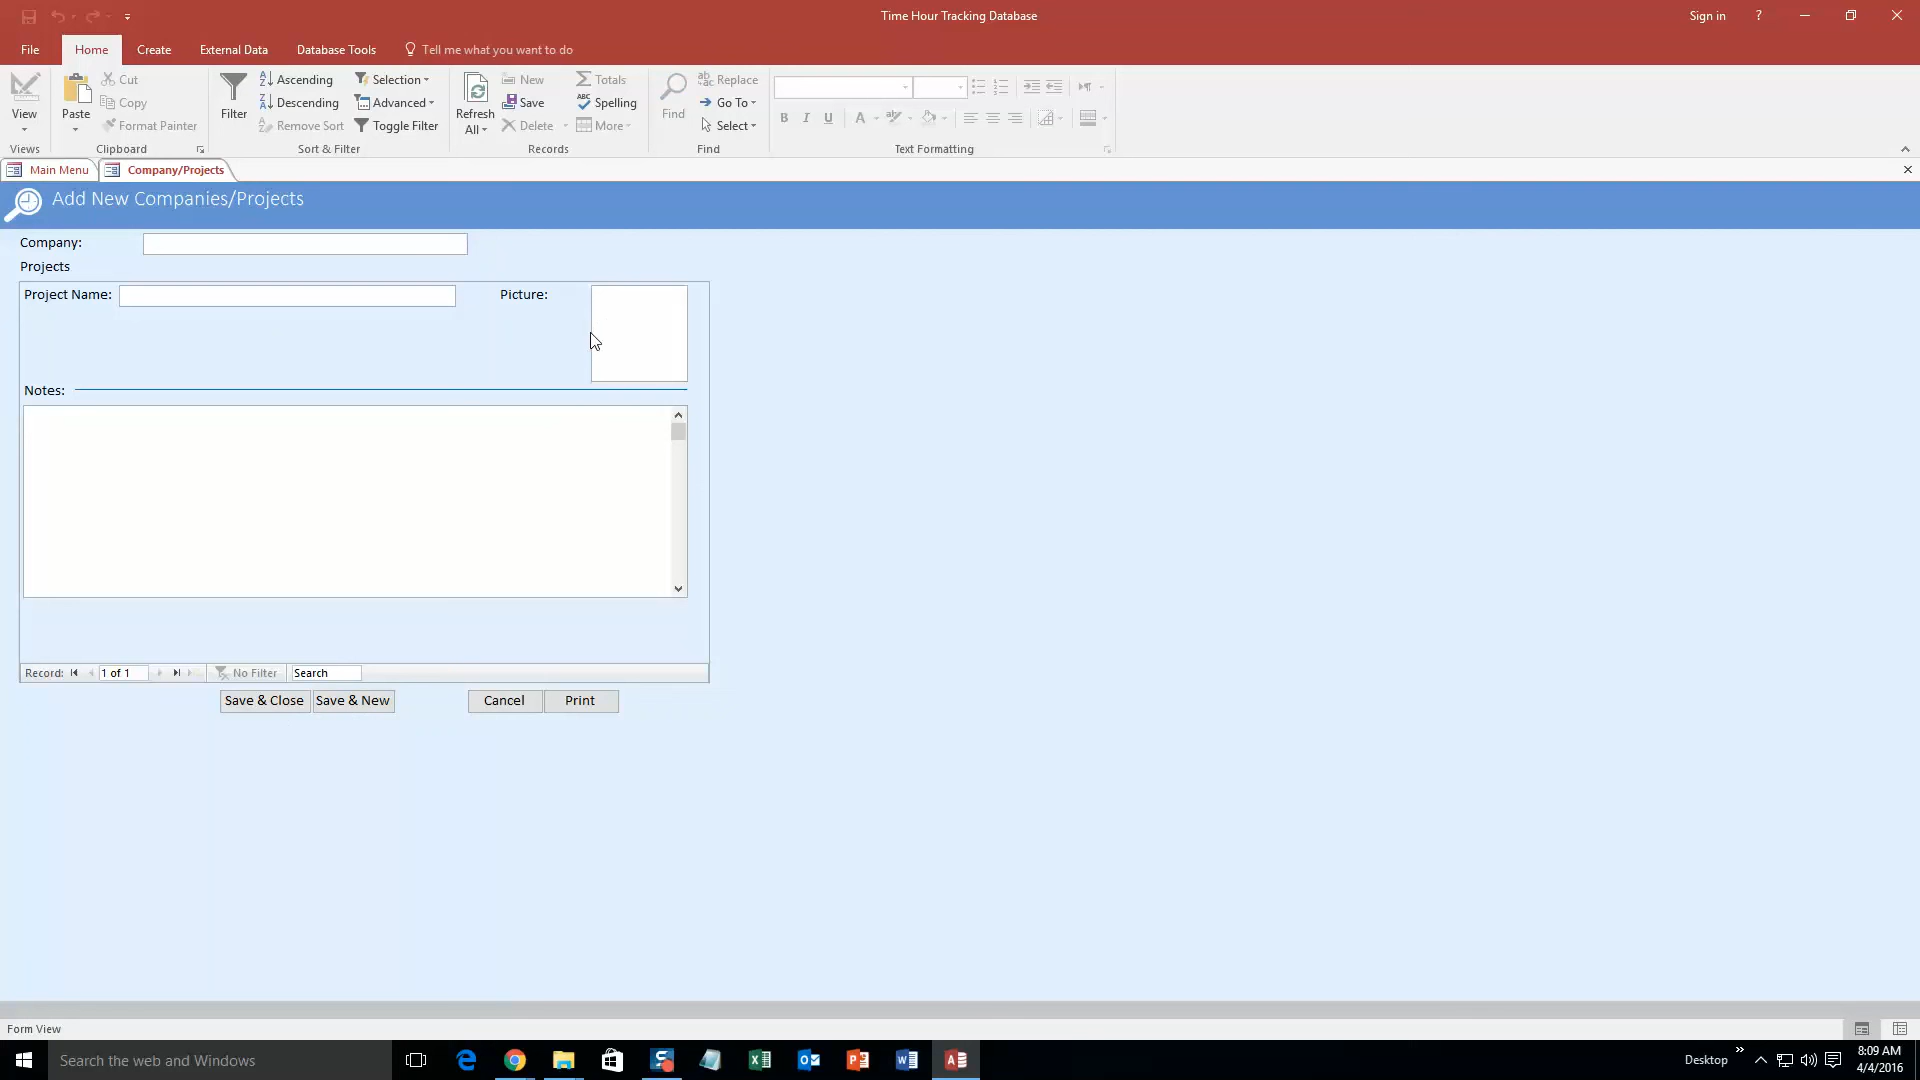 Time Hour Tracking Database
Sign in
?
File
Home
Create
External Data
Database Tools
Tell me what you want to do
View
Views
Paste
Cut
Copy
Format Painter
Clipboard
Filter
Ascending
Descending
Remove Sort
Selection
Advanced
Toggle Filter
Sort & Filter
Refresh
All
New
Save
Delete
Totals
Spelling
More
Records
Find
Replace
Go To
Select
Find
B I U A
Text Formatting
Main Menu
Company/Projects
Add New Companies/Projects
Company:
Projects
Project Name:
Picture:
Notes:
Record:
1 of 1
No Filter
Search
Save & Close
Save & New
Cancel
Print
Form View
Search the web and Windows
Desktop
8:09 AM
4/4/2016